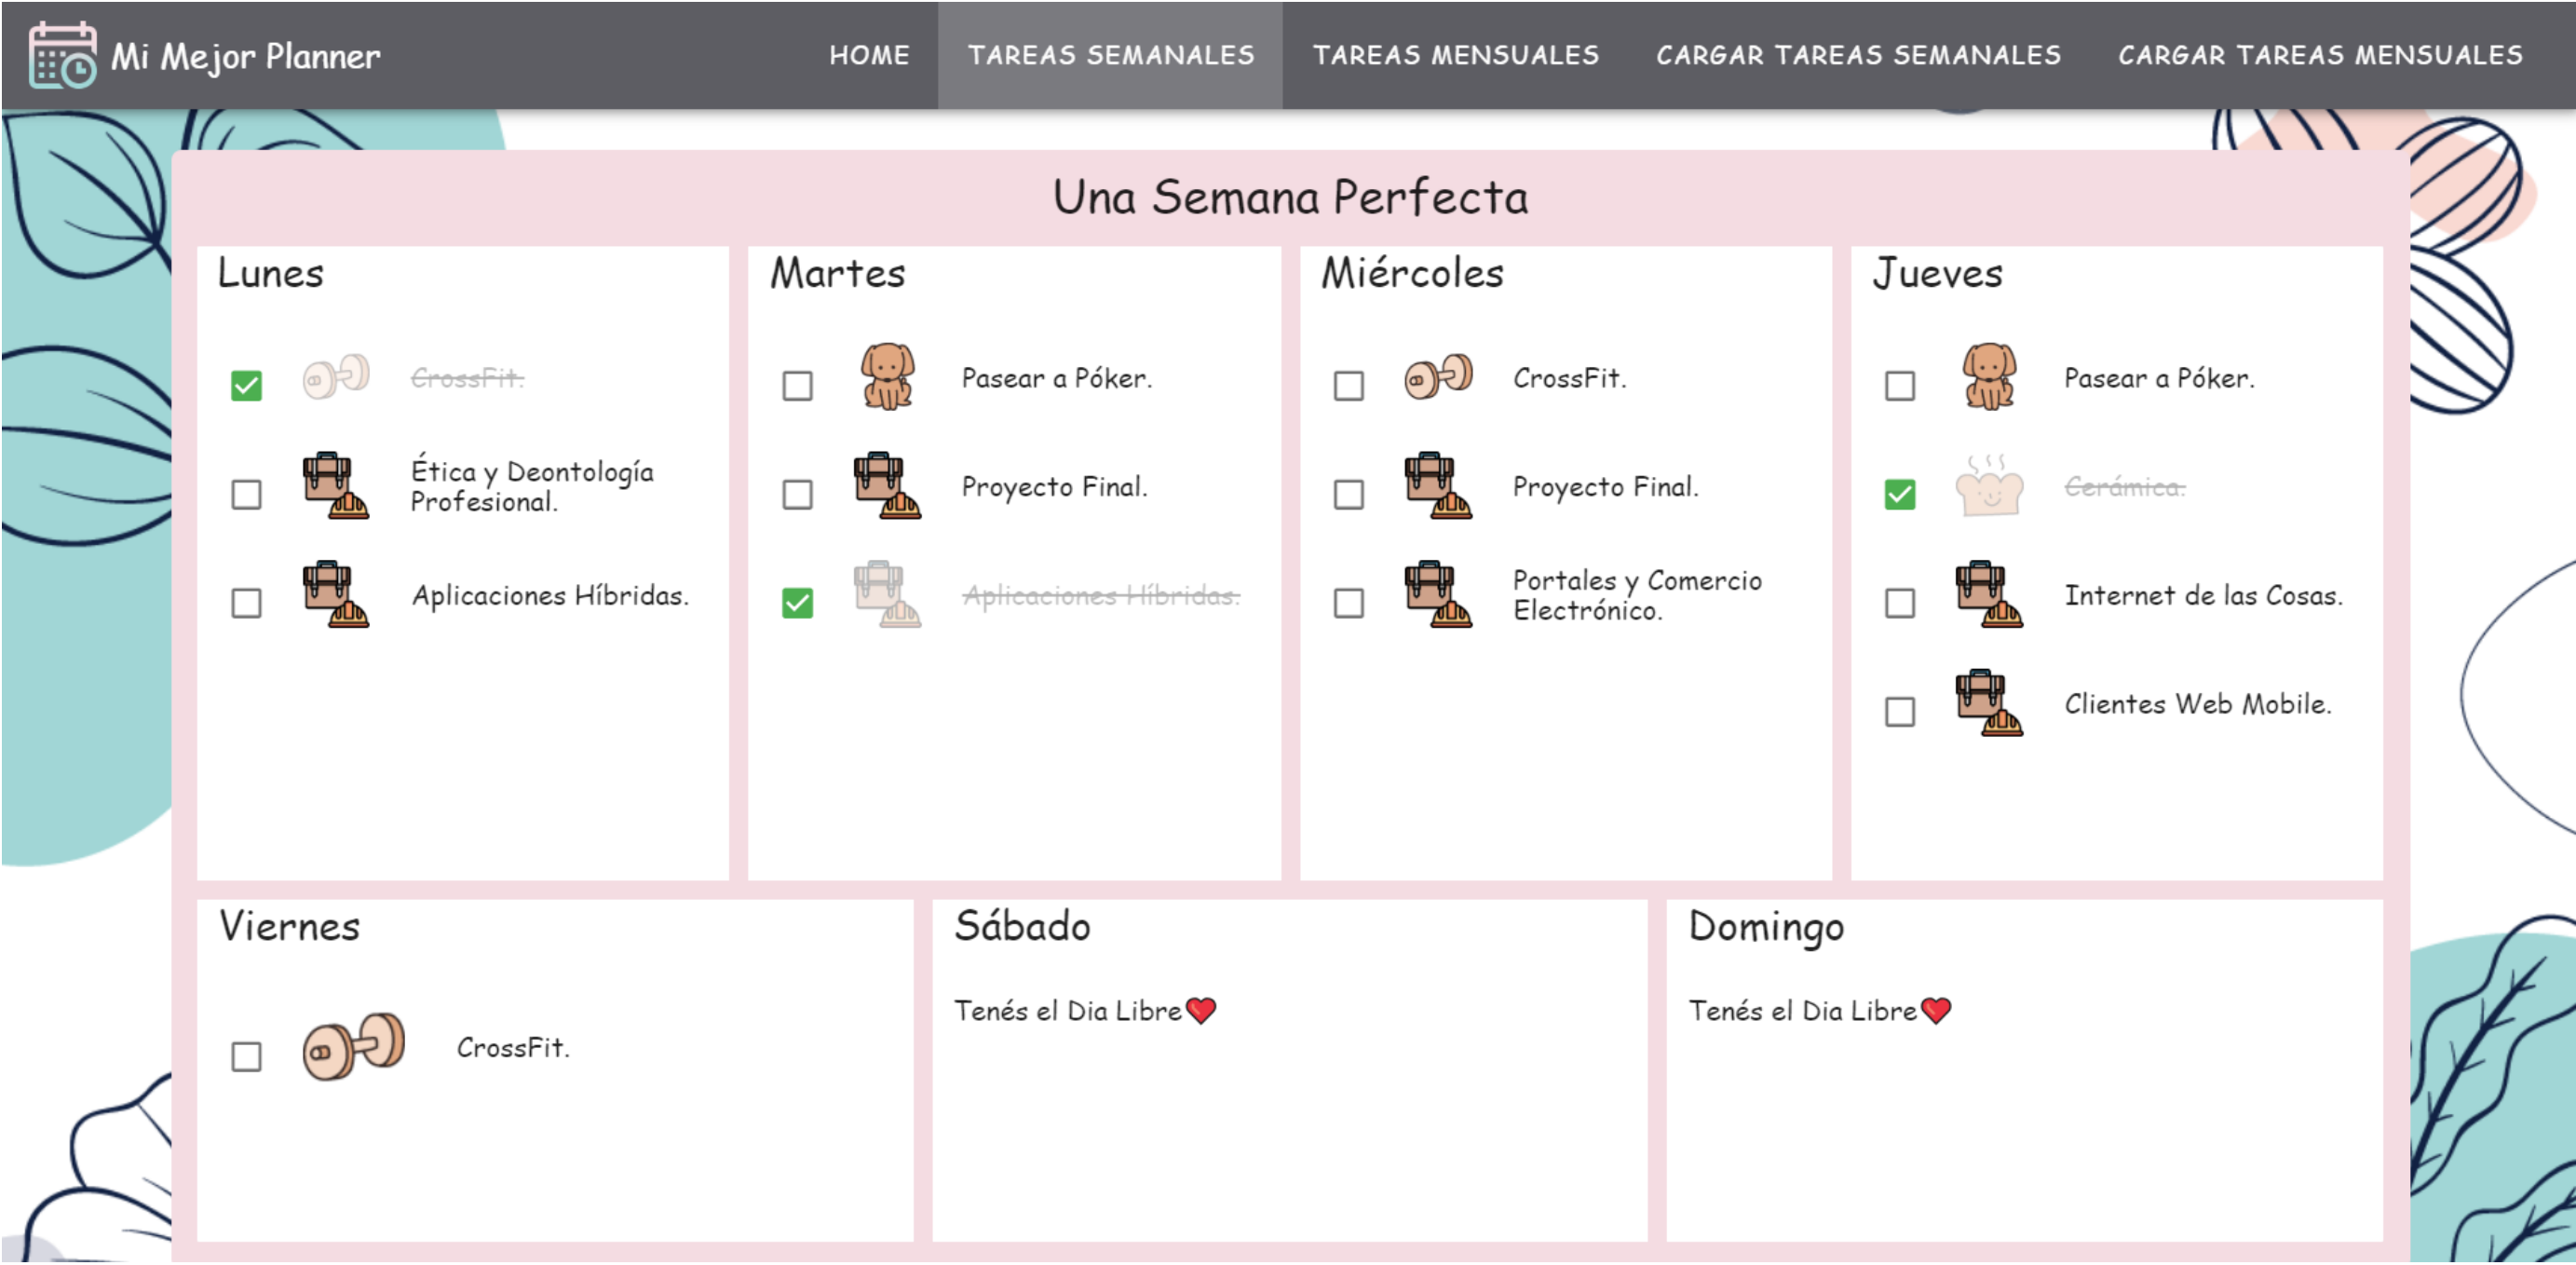 Mi Mejor Planner
HOME
TAREAS SEMANALES
TAREAS MENSUALES
CARGAR TAREAS SEMANALES
CARGAR TAREAS MENSUALES
Una Semana Perfecta
Lunes
CrossFit.
Ética y Deontología
Profesional.
Aplicaciones Híbridas.
Martes
Pasear a Póker.
Proyecto Final.
Aplicaciones Híbridas.
Miércoles
CrossFit.
Proyecto Final.
Portales y Comercio
Electrónico.
Jueves
Pasear a Póker.
Cerámica.
Internet de las Cosas.
Clientes Web Mobile.
Viernes
CrossFit.
Sábado
Tenés el Dia Libre❤️
Domingo
Tenés el Dia Libre❤️